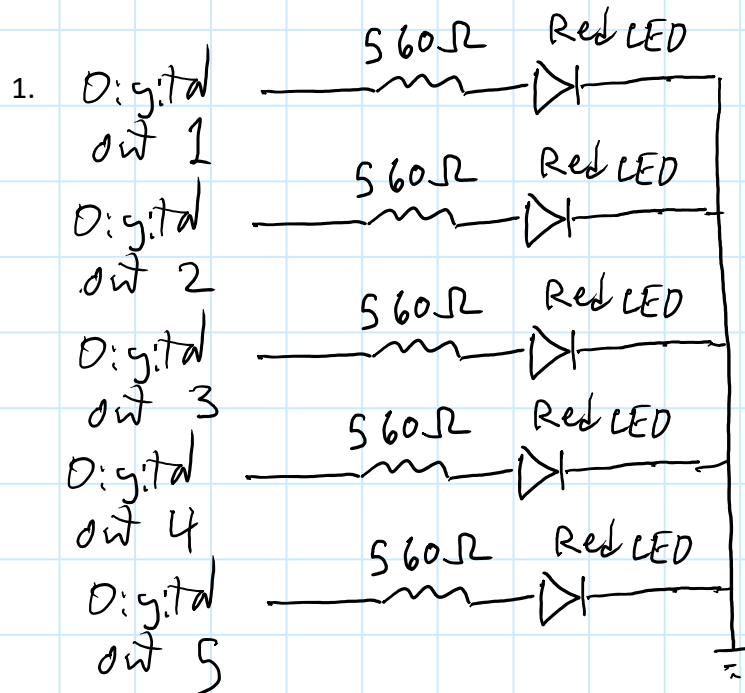 560Ω Red LED
1. Digital
out 1
560Ω Red LED
Digital
out 2
560Ω Red LED
Digital
out 3
560Ω Red LED
Digital
out 4
560Ω Red LED
Digital
out 5